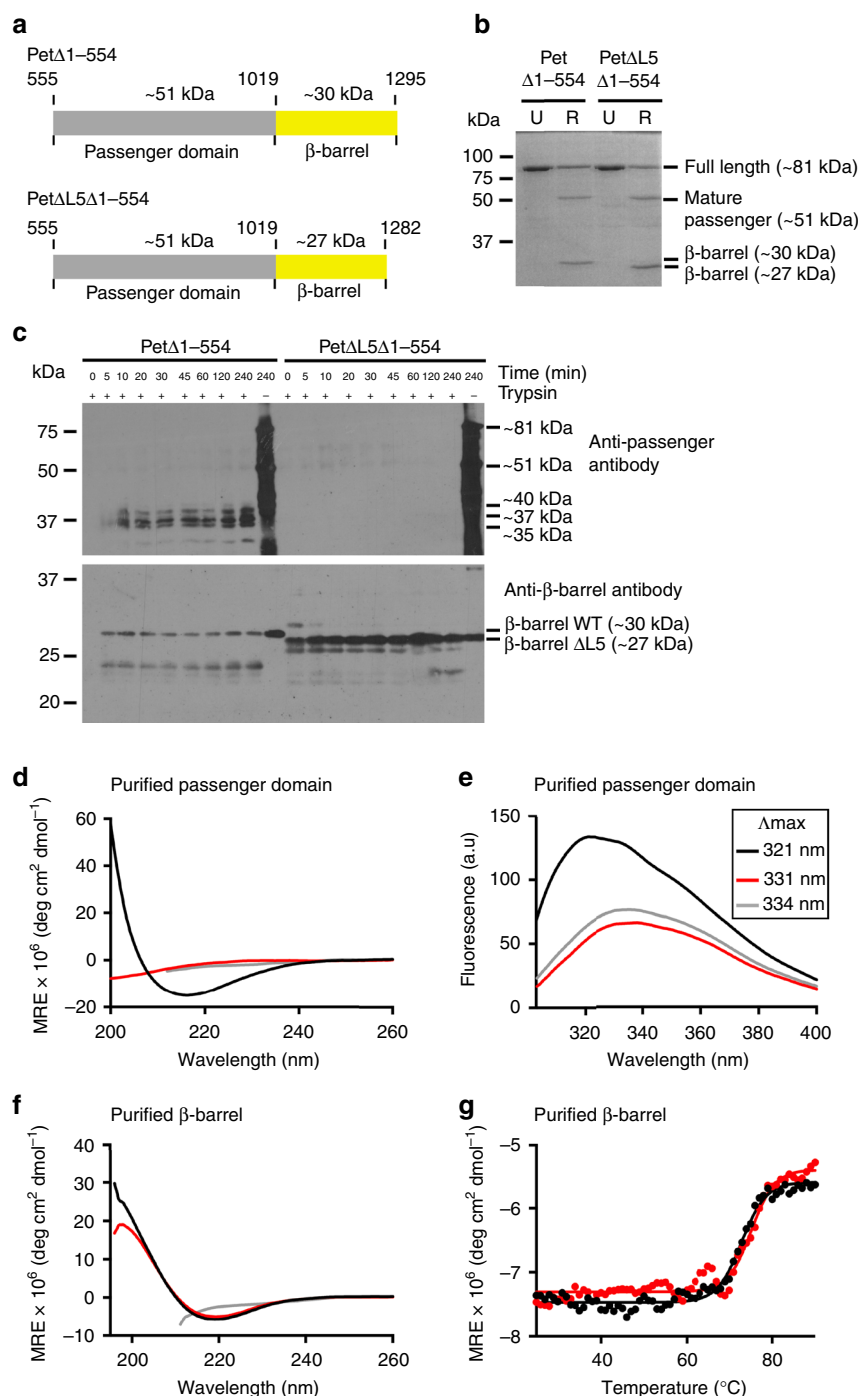 a
PetΔ1–554
555 ~51 kDa 1019 ~30 kDa 1295
Passenger domain β-barrel
PetΔL5Δ1–554
555 ~51 kDa 1019 ~27 kDa 1282
Passenger domain β-barrel
b
Pet PetΔL5
Δ1–554 Δ1–554
kDa U R U R
100
75
50
37
Full length (~81 kDa)
Mature
passenger (~51 kDa)
β-barrel (~30 kDa)
β-barrel (~27 kDa)
c
PetΔ1–554 PetΔL5Δ1–554
kDa 0 5 10 20 30 45 60 120 240 240 0 5 10 20 30 45 60 120 240 240 Time (min)
+ + + + + + + + + – + + + + + + + + + – Trypsin
75
50
37
~81 kDa
Anti-passenger
antibody
~51 kDa
~40 kDa
~37 kDa
~35 kDa
37
25
20
Anti-β-barrel antibody
β-barrel WT (~30 kDa)
β-barrel ΔL5 (~27 kDa)
d Purified passenger domain
MRE × 10⁶ (deg cm² dmol⁻¹)
60
40
20
0
–20
200 220 240 260
Wavelength (nm)
e Purified passenger domain
Fluorescence (a.u)
150
100
50
0
320 340 360 380 400
Wavelength (nm)
Λmax
321 nm
331 nm
334 nm
f Purified β-barrel
MRE × 10⁶ (deg cm² dmol⁻¹)
40
30
20
10
0
–10
200 220 240 260
Wavelength (nm)
g Purified β-barrel
MRE × 10⁶ (deg cm² dmol⁻¹)
–5
–6
–7
–8
40 60 80
Temperature (°C)